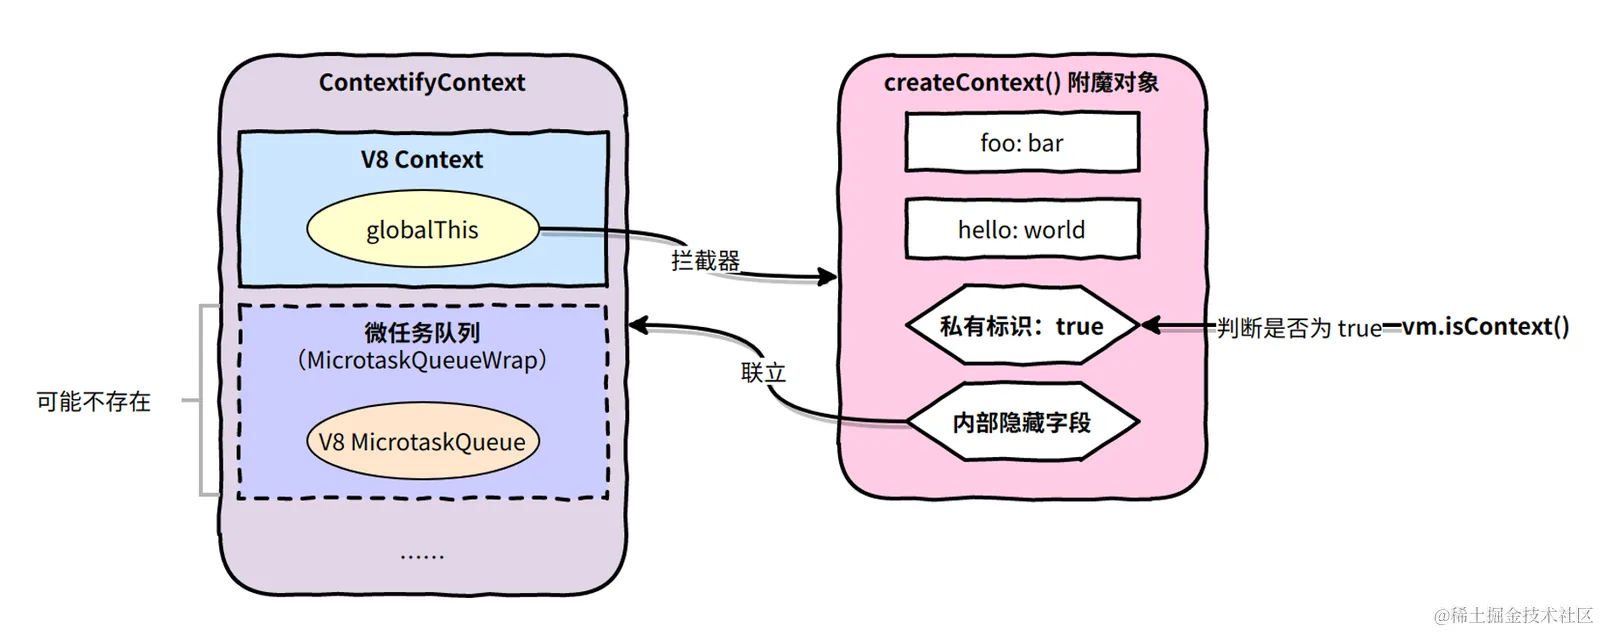 ContextifyContext
V8 Context
globalThis
微任务队列
（MicrotaskQueueWrap）
V8 MicrotaskQueue
……
可能不存在
拦截器
联立
createContext() 附魔对象
foo: bar
hello: world
私有标识：true
内部隐藏字段
判断是否为 true
vm.isContext()
@稀土掘金技术社区